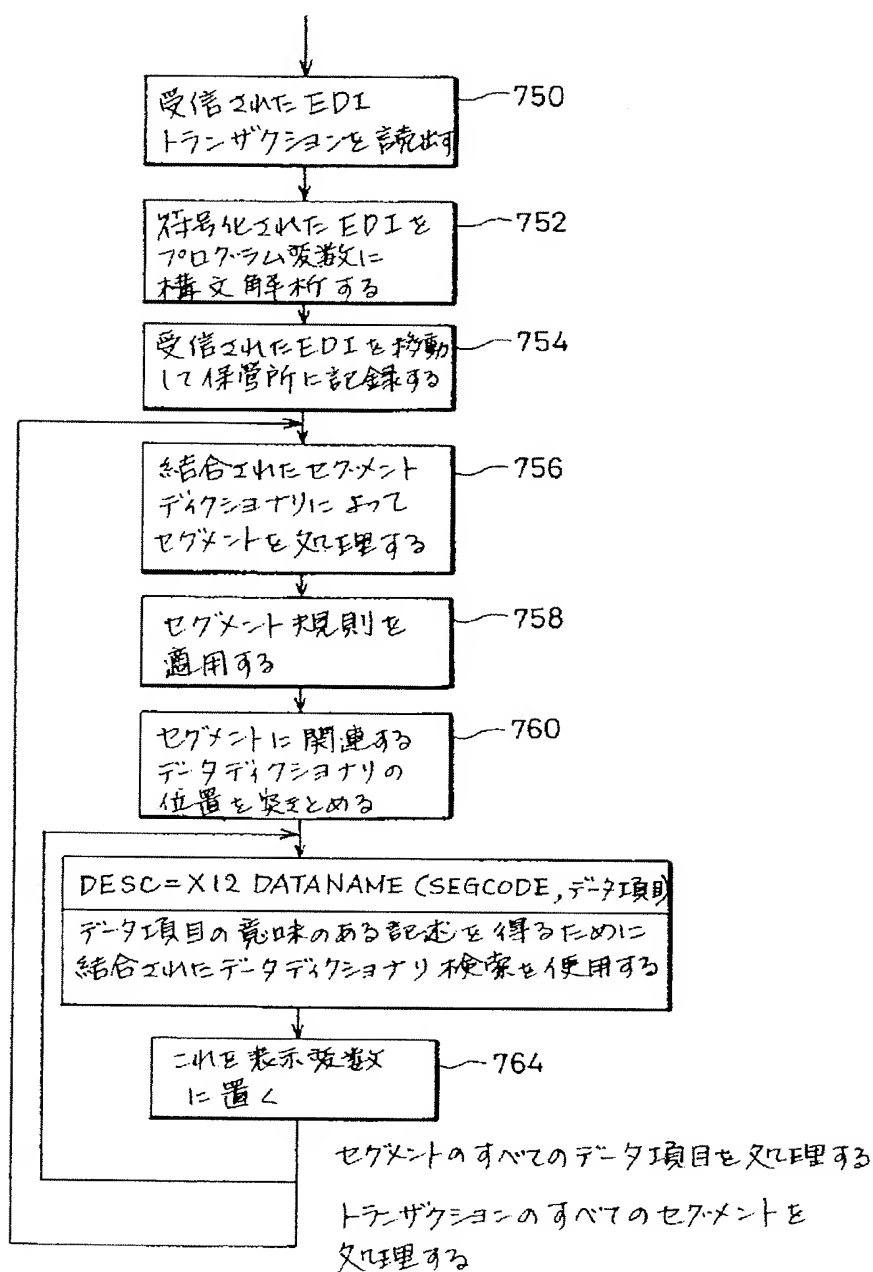 受信されたEDI
トランザクションを読出す
750
符号化されたEDIを
プログラム変数に
構文解析する
752
受信されたEDIを移動
して保管所に記録する
754
結合されたセグメント
ディクショナリによって
セグメントを処理する
756
セグメント規則を
適用する
758
セグメントに関連する
データディクショナリの
位置を突きとめる
760
DESC=X12 DATANAME (SEGCODE,データ項目)
データ項目の意味のある記述を得るために
結合されたデータディクショナリ検索を使用する
これを表示変数
に置く
764
セグメントのすべてのデータ項目を処理する
トランザクションのすべてのセグメントを
処理する